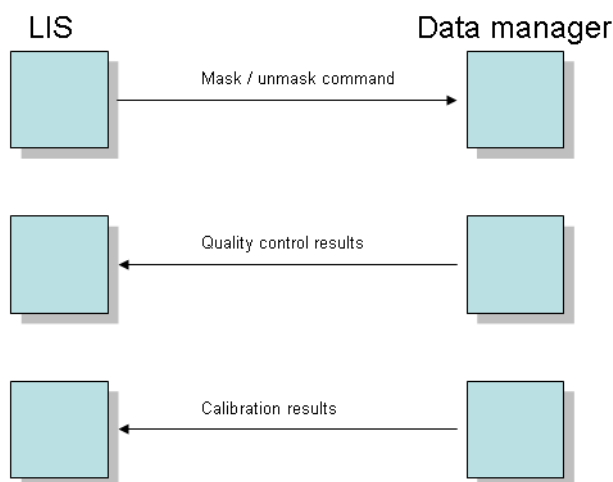 LIS
Data manager
Mask / unmask command
Quality control results
Calibration results